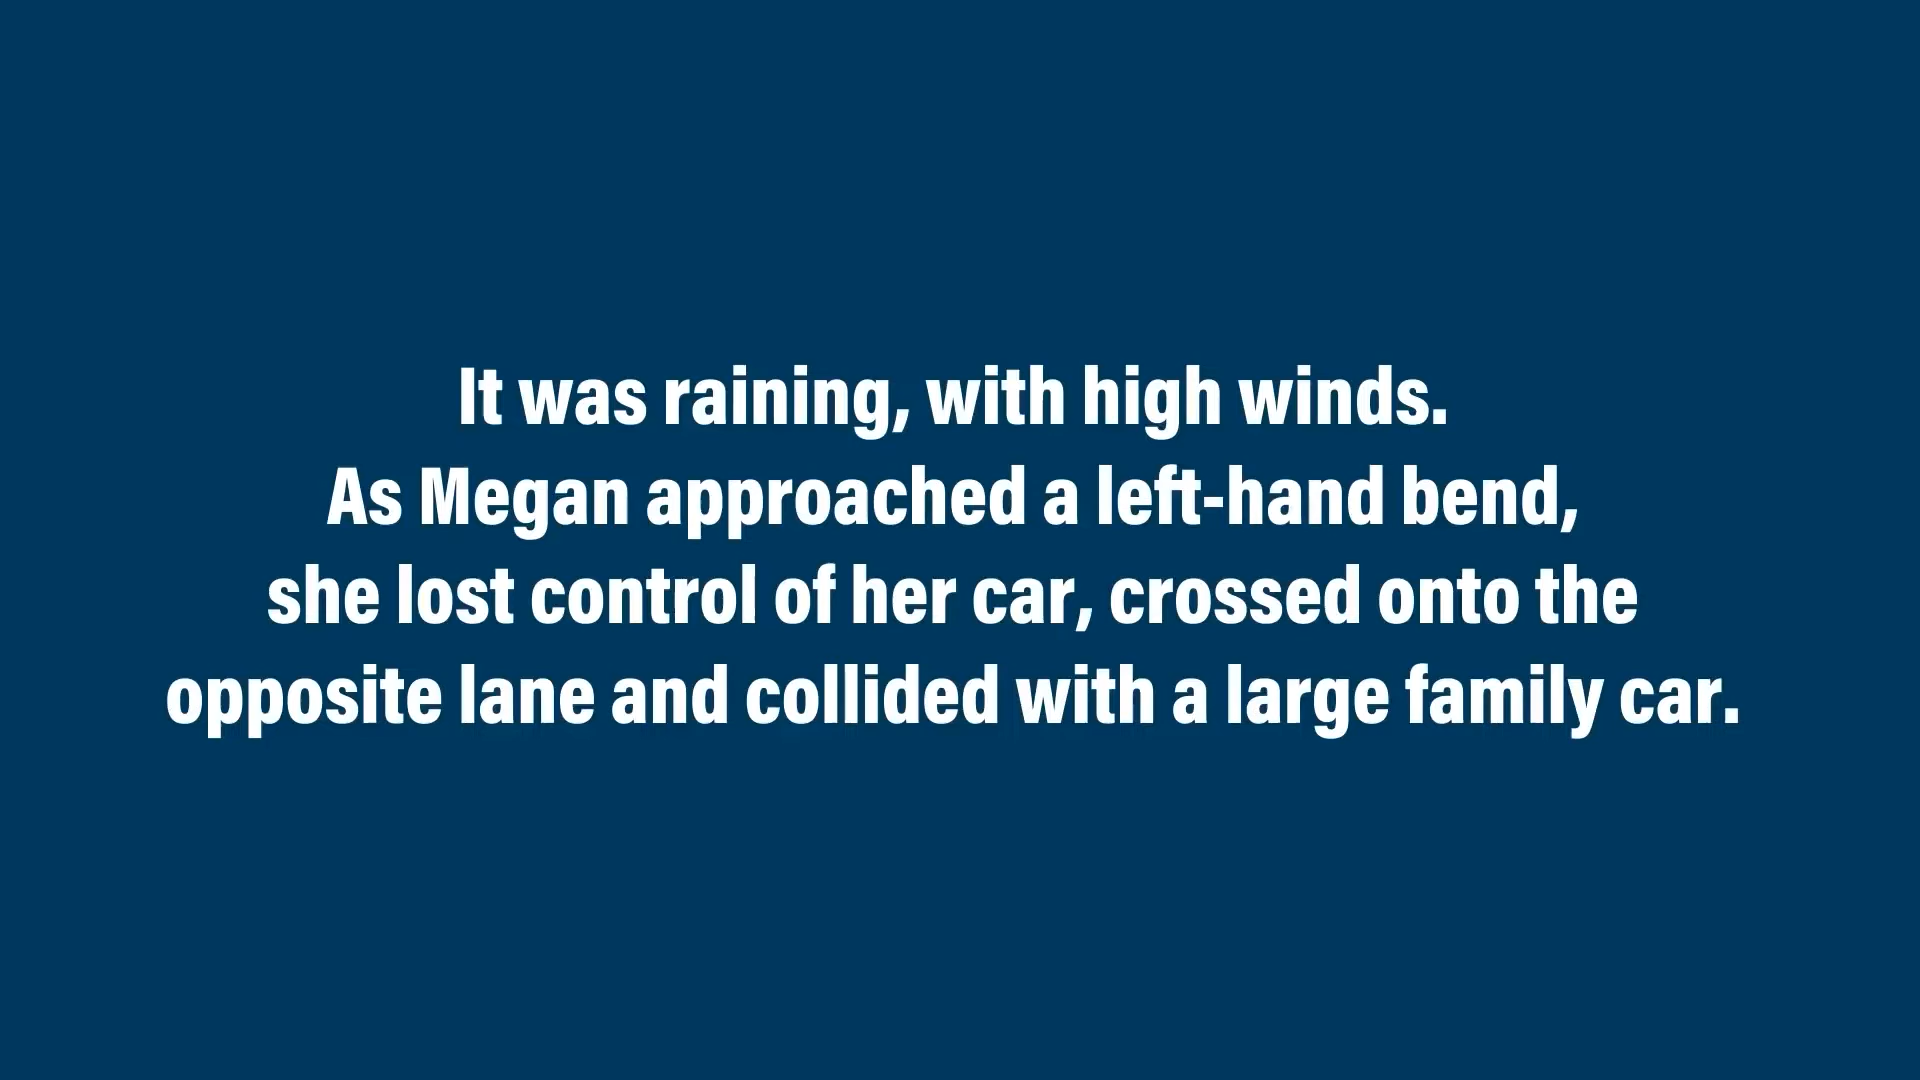 It was raining, with high winds.
As Megan approached a left-hand bend,
she lost control of her car, crossed onto the
opposite lane and collided with a large family car.